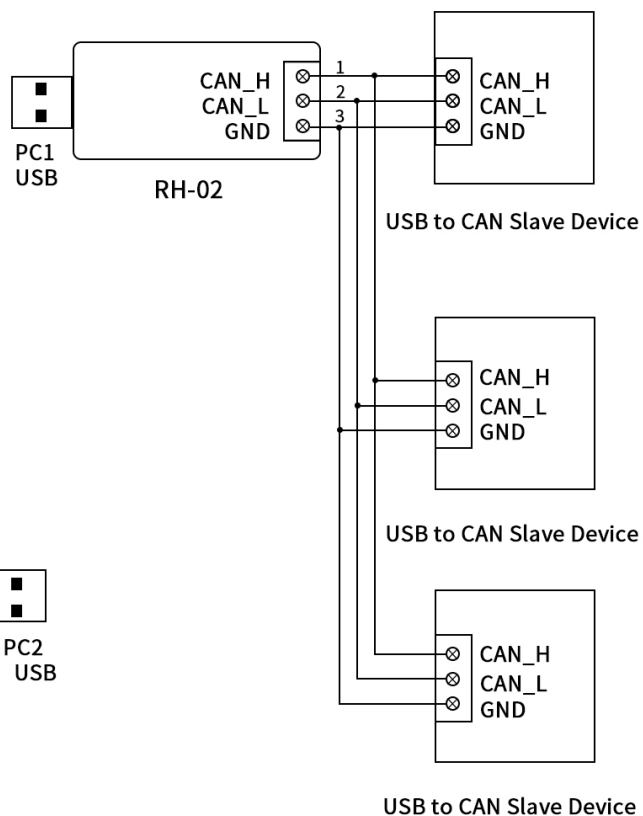 CAN_H
CAN_L
GND
1
2
3
PC1
USB
RH-02
CAN_H
CAN_L
GND
USB to CAN Slave Device
CAN_H
CAN_L
GND
USB to CAN Slave Device
PC2
USB
CAN_H
CAN_L
GND
USB to CAN Slave Device